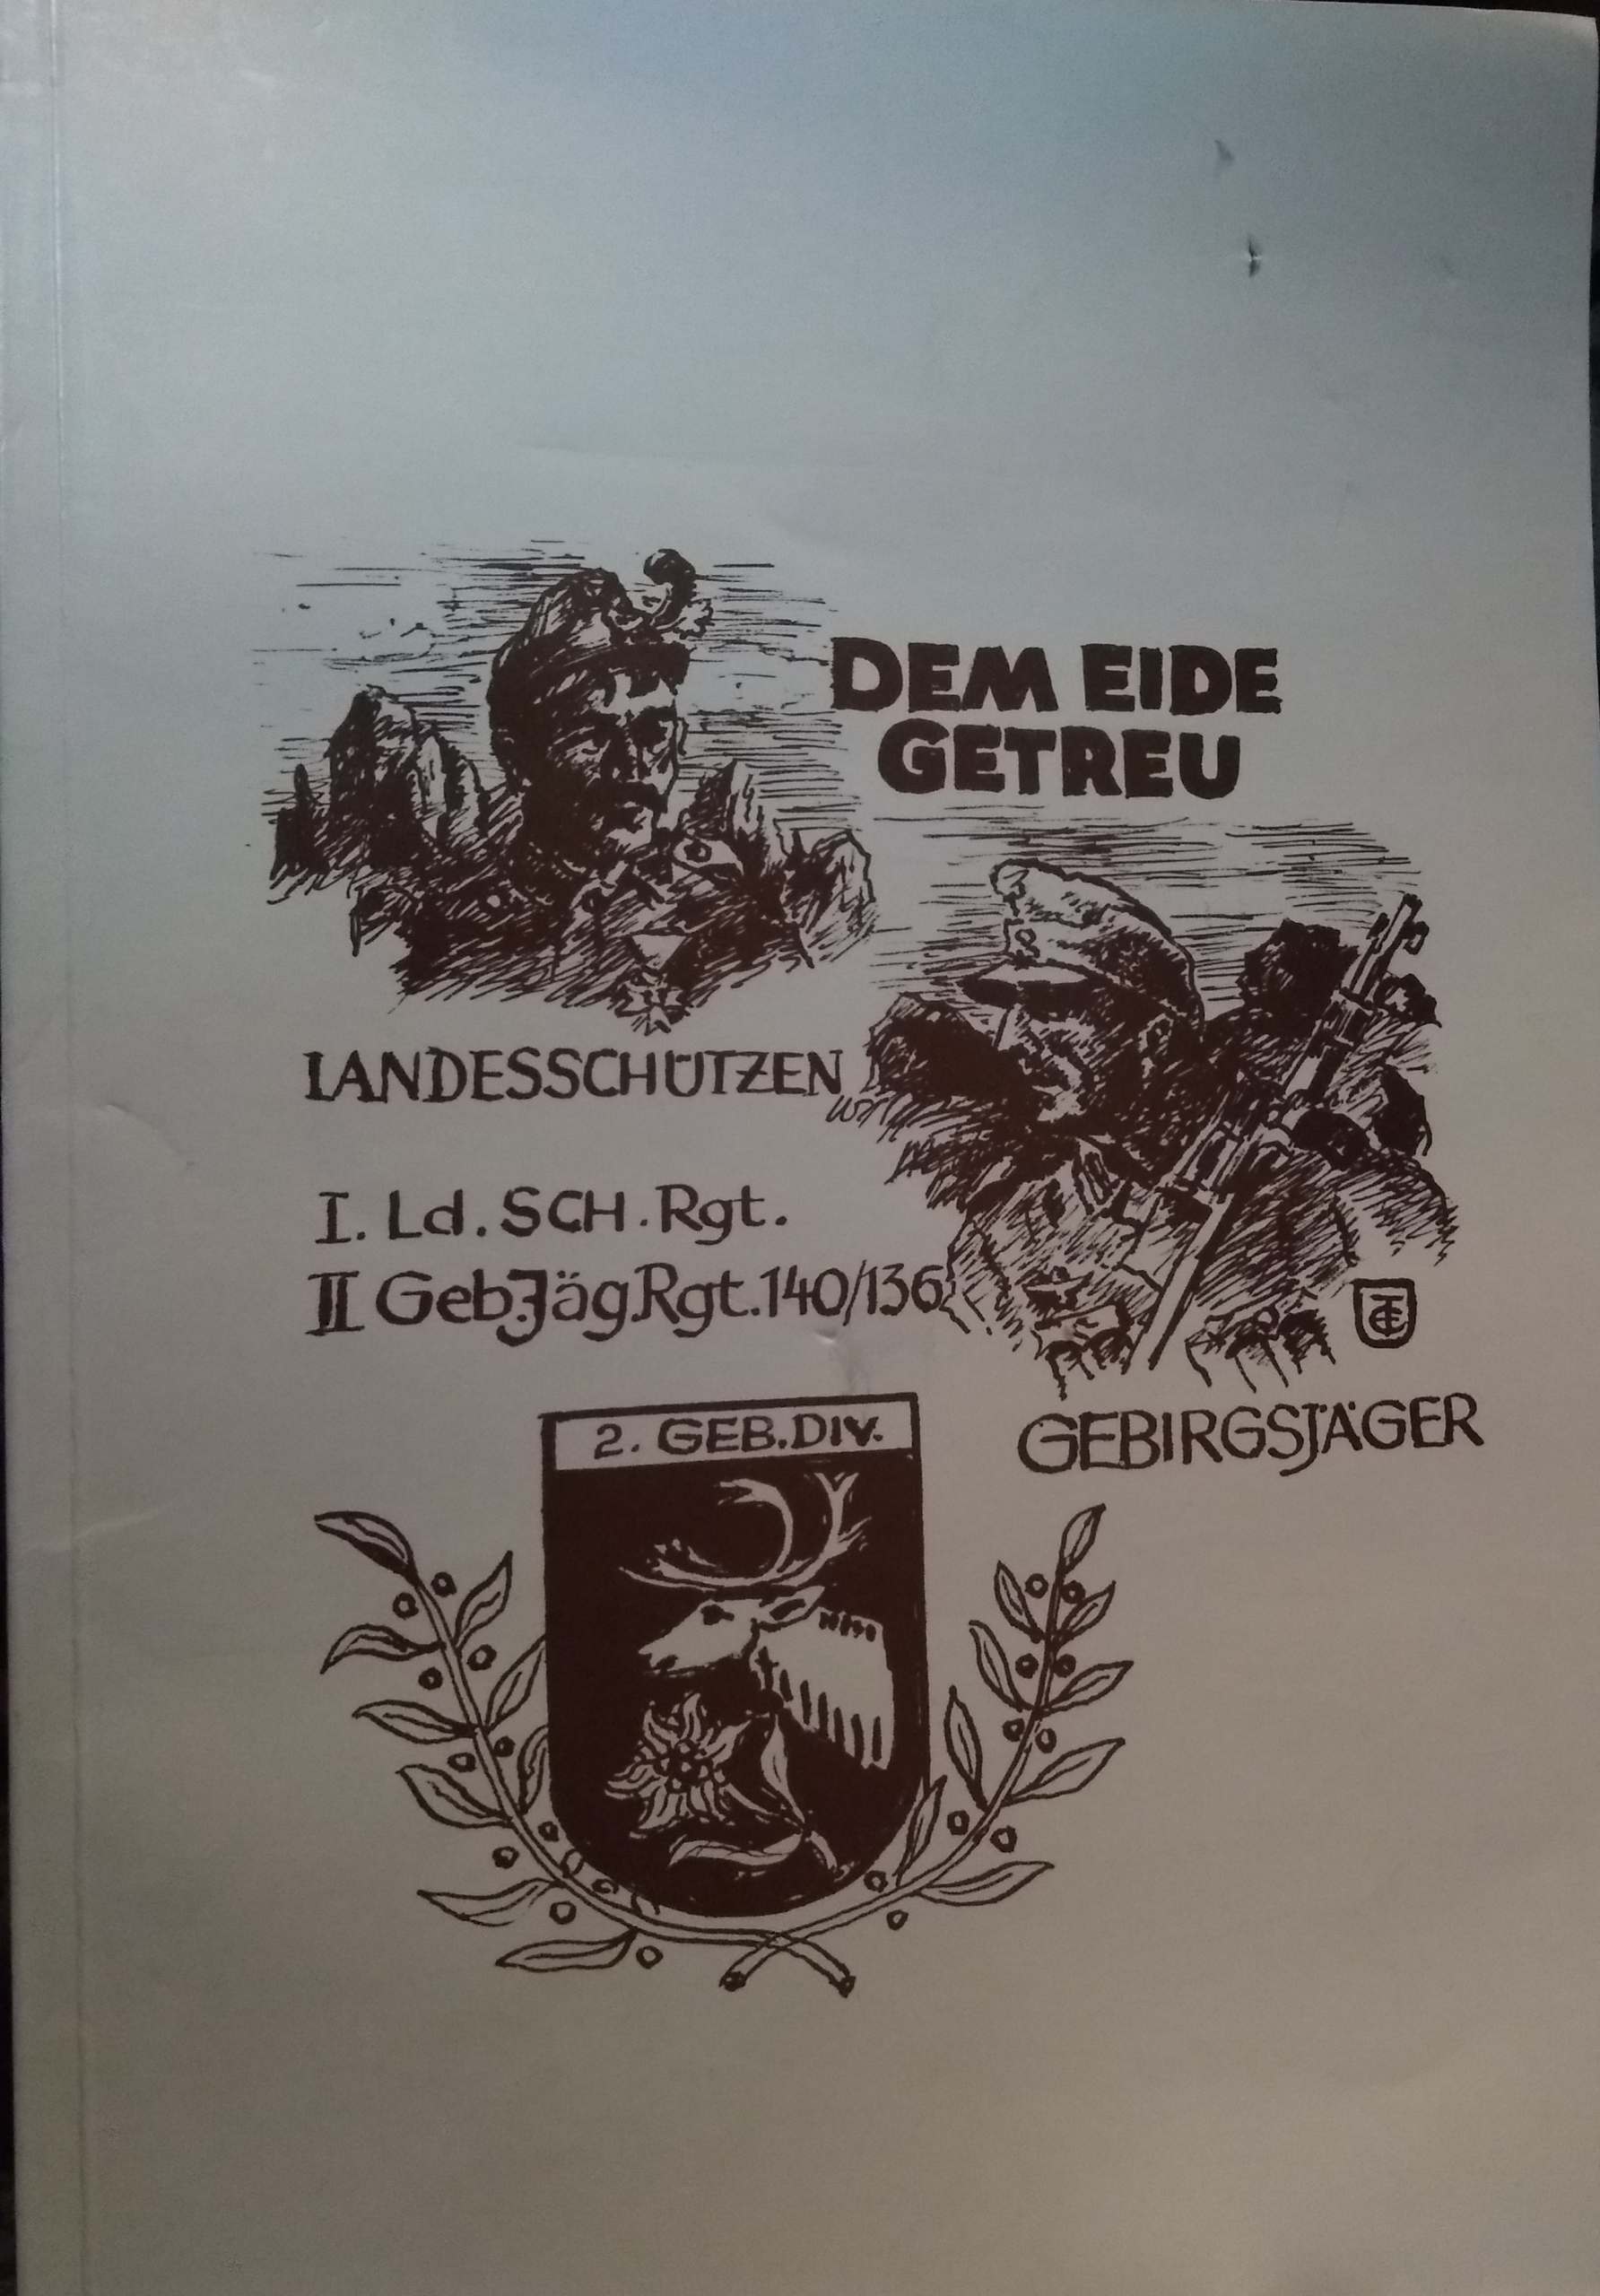 DEM EIDE
GETREU
LANDESSCHÜTZEN
I. Ld. SCH. Rgt.
II Geb.Jäg.Rgt.140/136
GEBIRGSJÄGER
2. GEB.DIV.